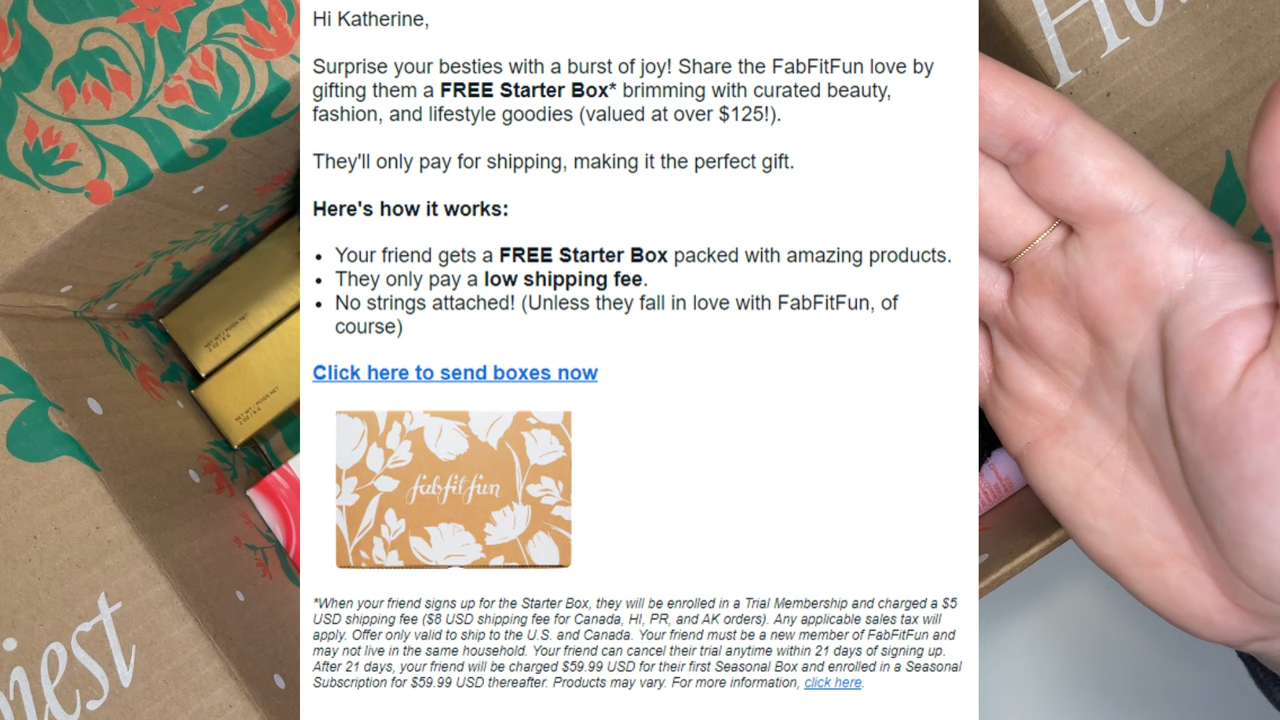 Hi Katherine,
Surprise your besties with a burst of joy! Share the FabFitFun love by
gifting them a FREE Starter Box* brimming with curated beauty,
fashion, and lifestyle goodies (valued at over $125!).
They'll only pay for shipping, making it the perfect gift.
Here's how it works:
• Your friend gets a FREE Starter Box packed with amazing products.
• They only pay a low shipping fee.
• No strings attached! (Unless they fall in love with FabFitFun, of
course)
Click here to send boxes now
fabfitfun
*When your friend signs up for the Starter Box, they will be enrolled in a Trial Membership and charged a $5
USD shipping fee ($8 USD shipping fee for Canada, HI, PR, and AK orders). Any applicable sales tax will
apply. Offer only valid to ship to the U.S. and Canada. Your friend must be a new member of FabFitFun and
may not live in the same household. Your friend can cancel their trial anytime within 21 days of signing up.
After 21 days, your friend will be charged $59.99 USD for their first Seasonal Box and enrolled in a Seasonal
Subscription for $59.99 USD thereafter. Products may vary. For more information, click here.
NET WT / POIDS NET
NET WT / POIDS NET
iest
Ho